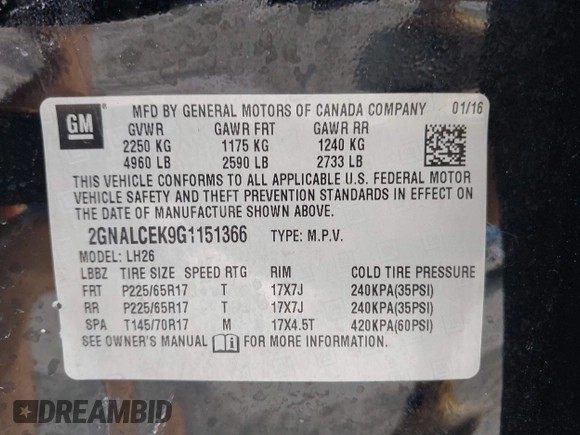 GM
MFD BY GENERAL MOTORS OF CANADA COMPANY 01/16
GVWR GAWR FRT GAWR RR
2250 KG 1175 KG 1240 KG
4960 LB 2590 LB 2733 LB
THIS VEHICLE CONFORMS TO ALL APPLICABLE U.S. FEDERAL MOTOR
VEHICLE SAFETY AND THEFT PREVENTION STANDARDS IN EFFECT ON
THE DATE OF MANUFACTURE SHOWN ABOVE.
2GNALCEK9G1151366 TYPE: M.P.V.
MODEL: LH26
LBBZ TIRE SIZE SPEED RTG RIM COLD TIRE PRESSURE
FRT P225/65R17 T 17X7J 240KPA(35PSI)
RR P225/65R17 T 17X7J 240KPA(35PSI)
SPA T145/70R17 M 17X4.5T 420KPA(60PSI)
SEE OWNER'S MANUAL FOR MORE INFORMATION.
DREAMBID